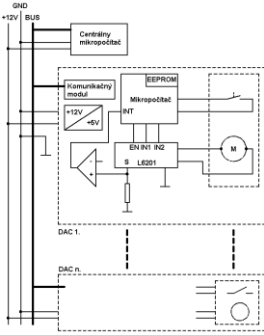 GND
+12V BUS
Centrálny
mikropočítač
Komunikačný
modul
EEPROM
Mikropočítač
INT
+12V
+5V
EN IN1 IN2
S L6201
M
DAC 1.
DAC n.